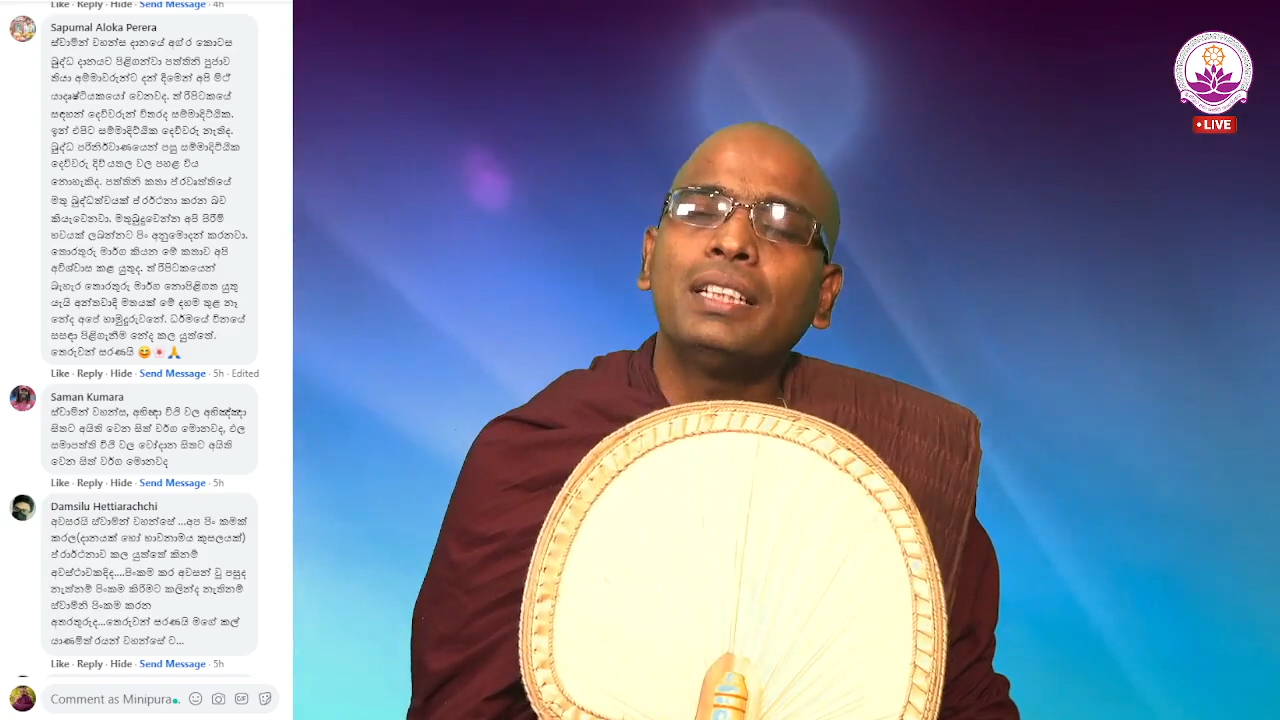 Like · Reply · Hide · Send Message · 4h
Sapumal Aloka Perera
ස්වාමින් වහන්ස දානයේ අග්‍ර කොටස
බුද්ධ දානයට පිළිගන්වා පත්තිනි පුජාව
තියා අම්මාවරුන්ට දන් දීමෙන් අපි මිථ්
යාදෘෂ්ටියකයෝ වෙනවද. ත්‍රිපිටකයේ
සඳහන් දෙවිවරුන් විතරද සම්මාදිට්ඨික.
ඉන් එපිට සම්මාදිට්ඨික දෙවිවරු නැතිද.
බුද්ධ පරිනිර්වාණයෙන් පසු සම්මාදිට්ඨික
දෙවිවරු දිව්‍යතල වල පහළ විය
නොහැකිද. පත්තිනි කතා ප්‍රවෘත්තියේ
මතු බුද්ධත්වයක් ප්‍රාර්ථනා කරන බව
කියැවෙනවා. මතුබුදුවෙන්න අපි පිරිමි
භවයක් ලබන්නට පිං අනුමොදන් කරනවා.
තොරතුරු මාර්ග කියන මේ කතාව අපි
අවිශ්වාස කළ යුතුද. ත්‍රිපිටකයෙන්
බැහැර තොරතුරු මාර්ග නොපිළිගත යුතු
යැයි අන්තවාදි මතයක් මේ දහම තුළ නෑ
නේද අපේ හාමුදුරුවනේ. ධර්මයේ විනයේ
සසඳා පිළිගැනීම නේද කල යුත්තේ.
තෙරුවන් සරණයි 😊🌸🙏
Like · Reply · Hide · Send Message · 5h · Edited
Saman Kumara
ස්වාමින් වහන්ස, අභිඥා වීථි වල අභිඤ්ඤා
සිතට අයිති වෙන සිත් වර්ග මොනවද, ඵල
සමාපත්ති වීථි වල වෝදාන සිතට අයිති
වෙන සිත් වර්ග මොනවද
Like · Reply · Hide · Send Message · 5h
Damsilu Hettiarachchi
අවසරයි ස්වාමින් වහන්සේ ...අප පිං කමක්
කරල(දානයක් හෝ භාවනාමය කුසලයක්)
ප්‍රාර්ථනාව කල යුත්තේ කිනම්
අවස්ථාවකදිද....පිංකම කර අවසන් වූ පසුද
නැත්නම් පිංකම කිරීමට කලින්ද නැතිනම්
ස්වාමිනි පිංකම කරන
අතරතුරුද...තෙරුවන් සරණයි මගේ කල්
යාණමිත්‍රයන් වහන්සේ ව...
Like · Reply · Hide · Send Message · 5h
Comment as Minipura
GIF
• LIVE